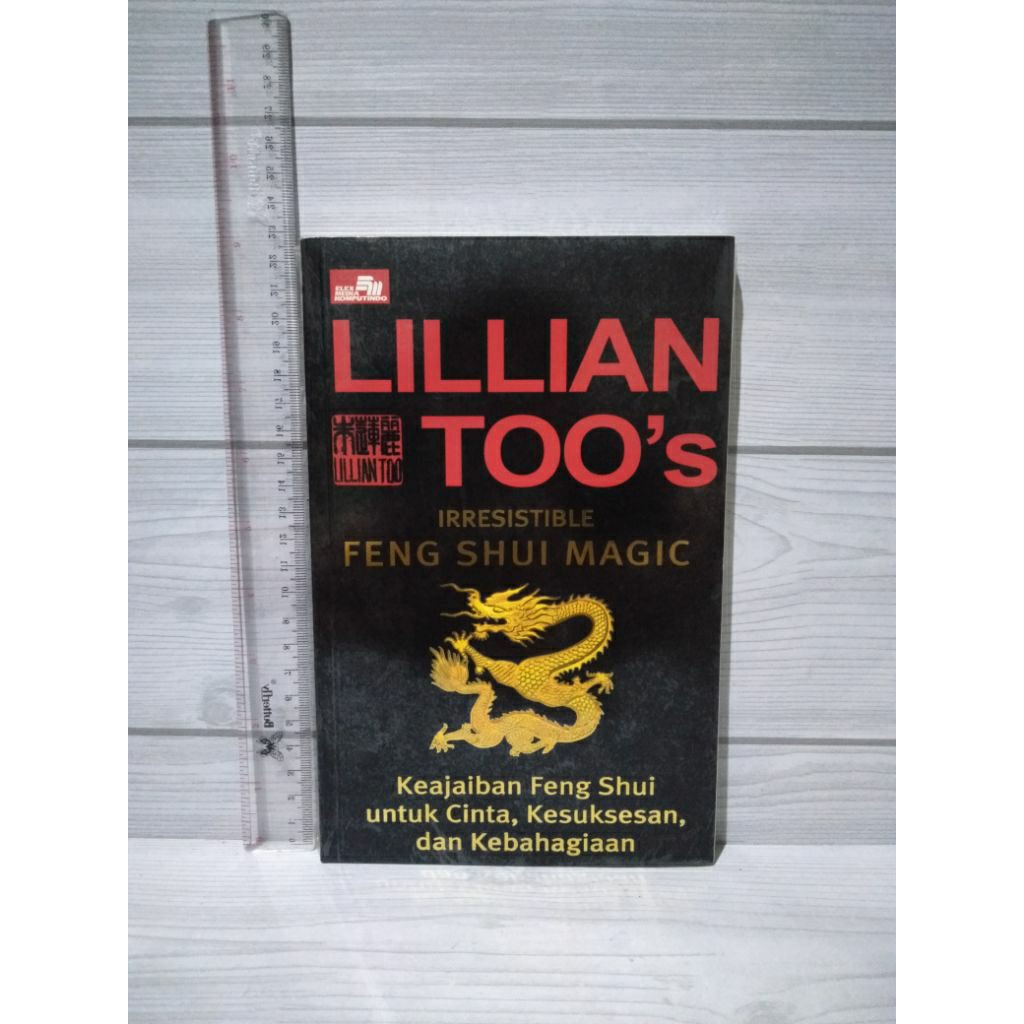 ELEX
MEDIA
KOMPUTINDO
LILLIAN
TOO's
LILLIAN TOO
IRRESISTIBLE
FENG SHUI MAGIC
Keajaiban Feng Shui
untuk Cinta, Kesuksesan,
dan Kebahagiaan
Butterfly